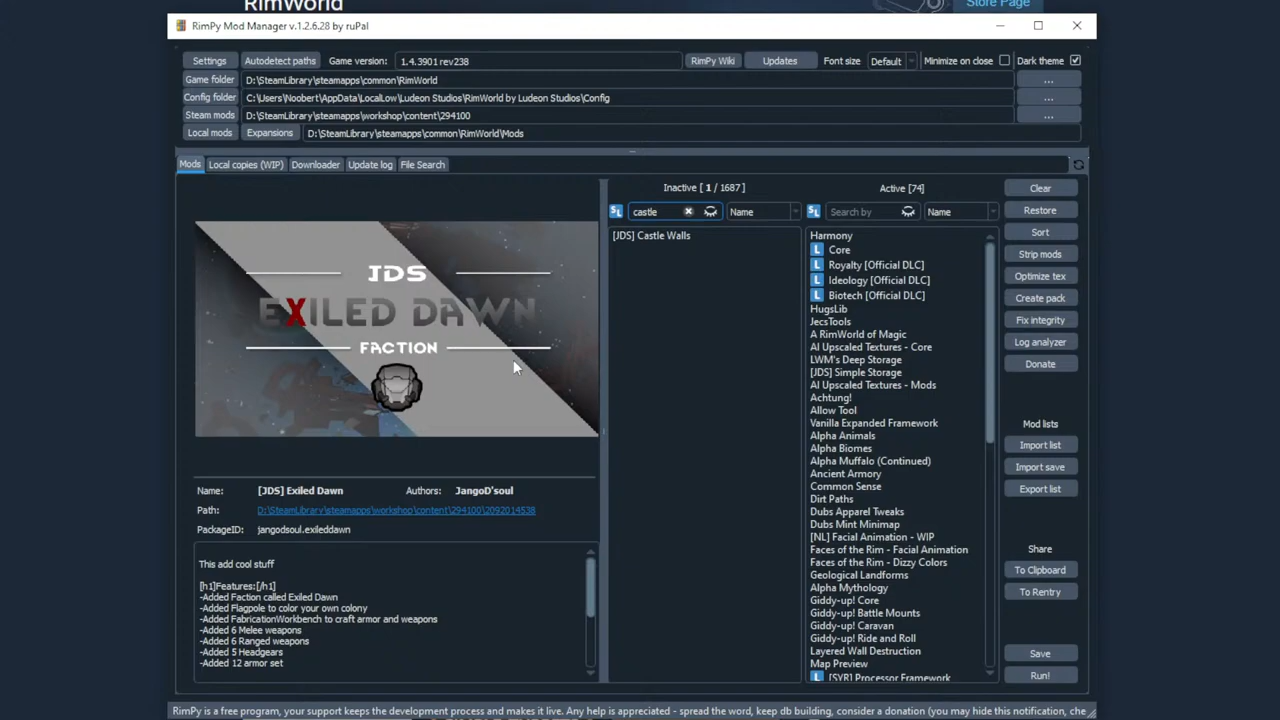 RimWorld
Store Page
RimPy Mod Manager v.1.2.6.28 by ruPal
Settings
Autodetect paths
Game version:
1.4.3901 rev238
RimPy Wiki
Updates
Font size
Default
Minimize on close
Dark theme
Game folder
D:\SteamLibrary\steamapps\common\RimWorld
...
Config folder
C:\Users\Noobert\AppData\LocalLow\Ludeon Studios\RimWorld by Ludeon Studios\Config
...
Steam mods
D:\SteamLibrary\steamapps\workshop\content\294100
...
Local mods
Expansions
D:\SteamLibrary\steamapps\common\RimWorld\Mods
Mods
Local copies (WIP)
Downloader
Update log
File Search
JDS
EXILED DAWN
FACTION
Name:
[JDS] Exiled Dawn
Authors:
JangoD'soul
Path:
D:\SteamLibrary\steamapps\workshop\content\294100\2092014538
PackageID:
jangodsoul.exileddawn
This add cool stuff
[h1]Features:[/h1]
-Added Faction called Exiled Dawn
-Added Flagpole to color your own colony
-Added FabricationWorkbench to craft armor and weapons
-Added 6 Melee weapons
-Added 6 Ranged weapons
-Added 5 Headgears
-Added 12 armor set
Inactive [ 1 / 1687 ]
SL
castle
Name
[JDS] Castle Walls
Active [74]
SL
Search by
Name
Harmony
L Core
L Royalty [Official DLC]
L Ideology [Official DLC]
L Biotech [Official DLC]
HugsLib
JecsTools
A RimWorld of Magic
AI Upscaled Textures - Core
LWM's Deep Storage
[JDS] Simple Storage
AI Upscaled Textures - Mods
Achtung!
Allow Tool
Vanilla Expanded Framework
Alpha Animals
Alpha Biomes
Alpha Muffalo (Continued)
Ancient Armory
Common Sense
Dirt Paths
Dubs Apparel Tweaks
Dubs Mint Minimap
[NL] Facial Animation - WIP
Faces of the Rim - Facial Animation
Faces of the Rim - Dizzy Colors
Geological Landforms
Alpha Mythology
Giddy-up! Core
Giddy-up! Battle Mounts
Giddy-up! Caravan
Giddy-up! Ride and Roll
Layered Wall Destruction
Map Preview
L [SYR] Processor Framework
Clear
Restore
Sort
Strip mods
Optimize tex
Create pack
Fix integrity
Log analyzer
Donate
Mod lists
Import list
Import save
Export list
Share
To Clipboard
To Rentry
Save
Run!
RimPy is a free program, your support keeps the development process and makes it live. Any help is appreciated - spread the word, keep db building, consider a donation (you may hide this notification, che